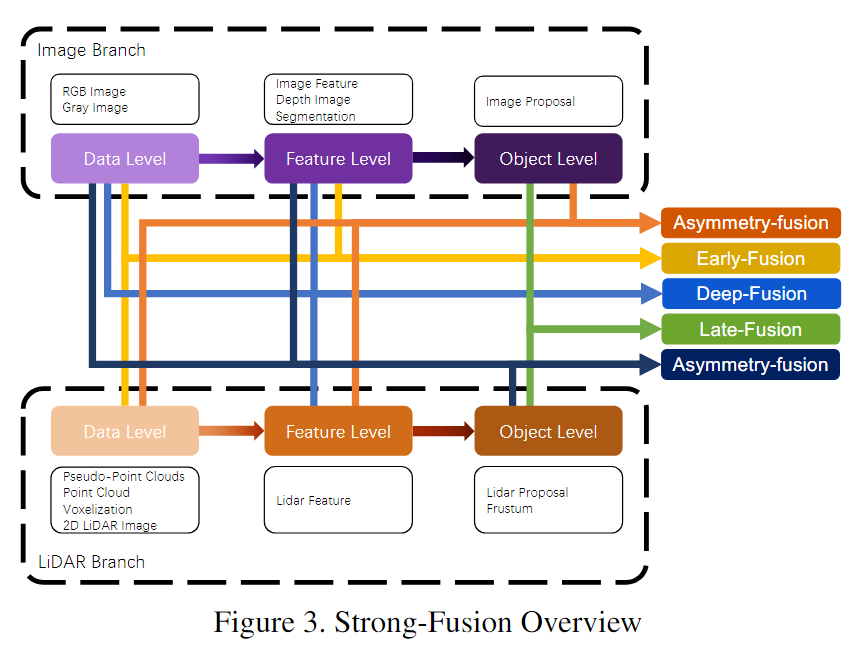 Image Branch
RGB Image
Gray Image
Image Feature
Depth Image
Segmentation
Image Proposal
Data Level
Feature Level
Object Level
Asymmetry-fusion
Early-Fusion
Deep-Fusion
Late-Fusion
Asymmetry-fusion
Data Level
Feature Level
Object Level
Pseudo-Point Clouds
Point Cloud
Voxelization
2D LiDAR Image
Lidar Feature
Lidar Proposal
Frustum
LiDAR Branch
Figure 3. Strong-Fusion Overview